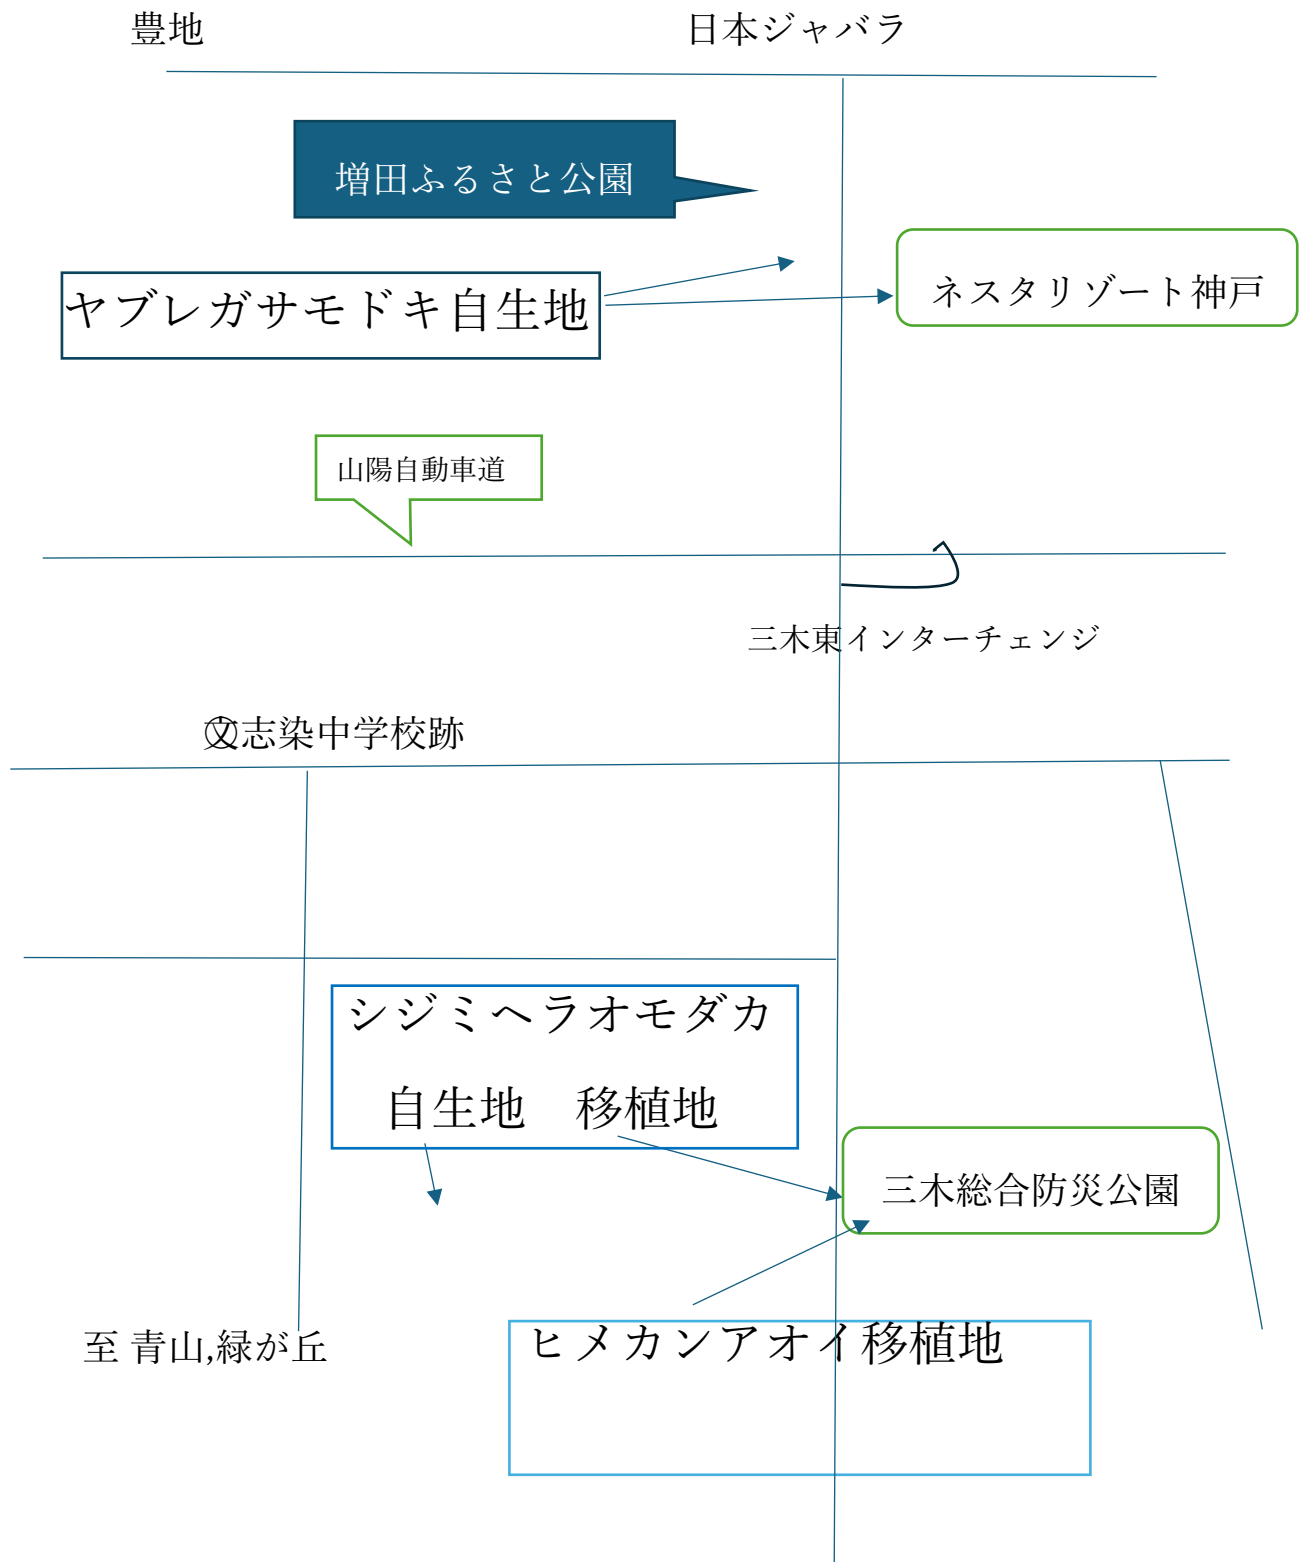 豊地
日本ジャバラ
増田ふるさと公園
ネスタリゾート神戸
ヤブレガサモドキ自生地
山陽自動車道
三木東インターチェンジ
㊛志染中学校跡
シジミヘラオモダカ
自生地　移植地
三木総合防災公園
至 青山,緑が丘
ヒメカンアオイ移植地